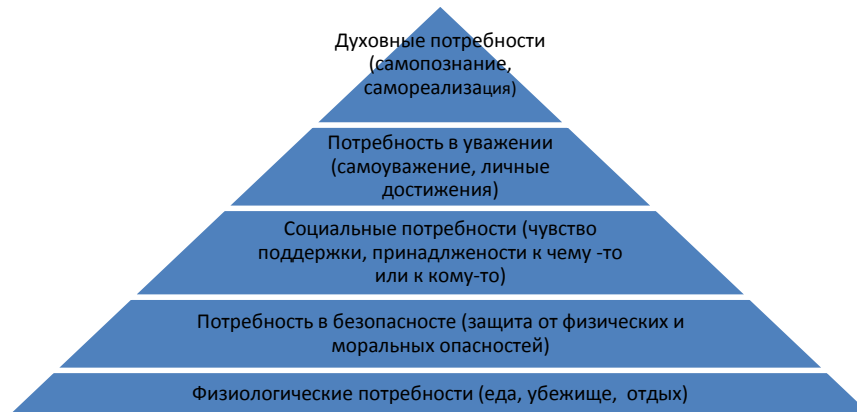 Духовные потребности
(самопознание,
самореализация)
Потребность в уважении
(самоуважение, личные
достижения)
Социальные потребности (чувство
поддержки, принадлжености к чему -то
или к кому-то)
Потребность в безопасносте (защита от физических и
моральных опасностей)
Физиологические потребности (еда, убежище, отдых)